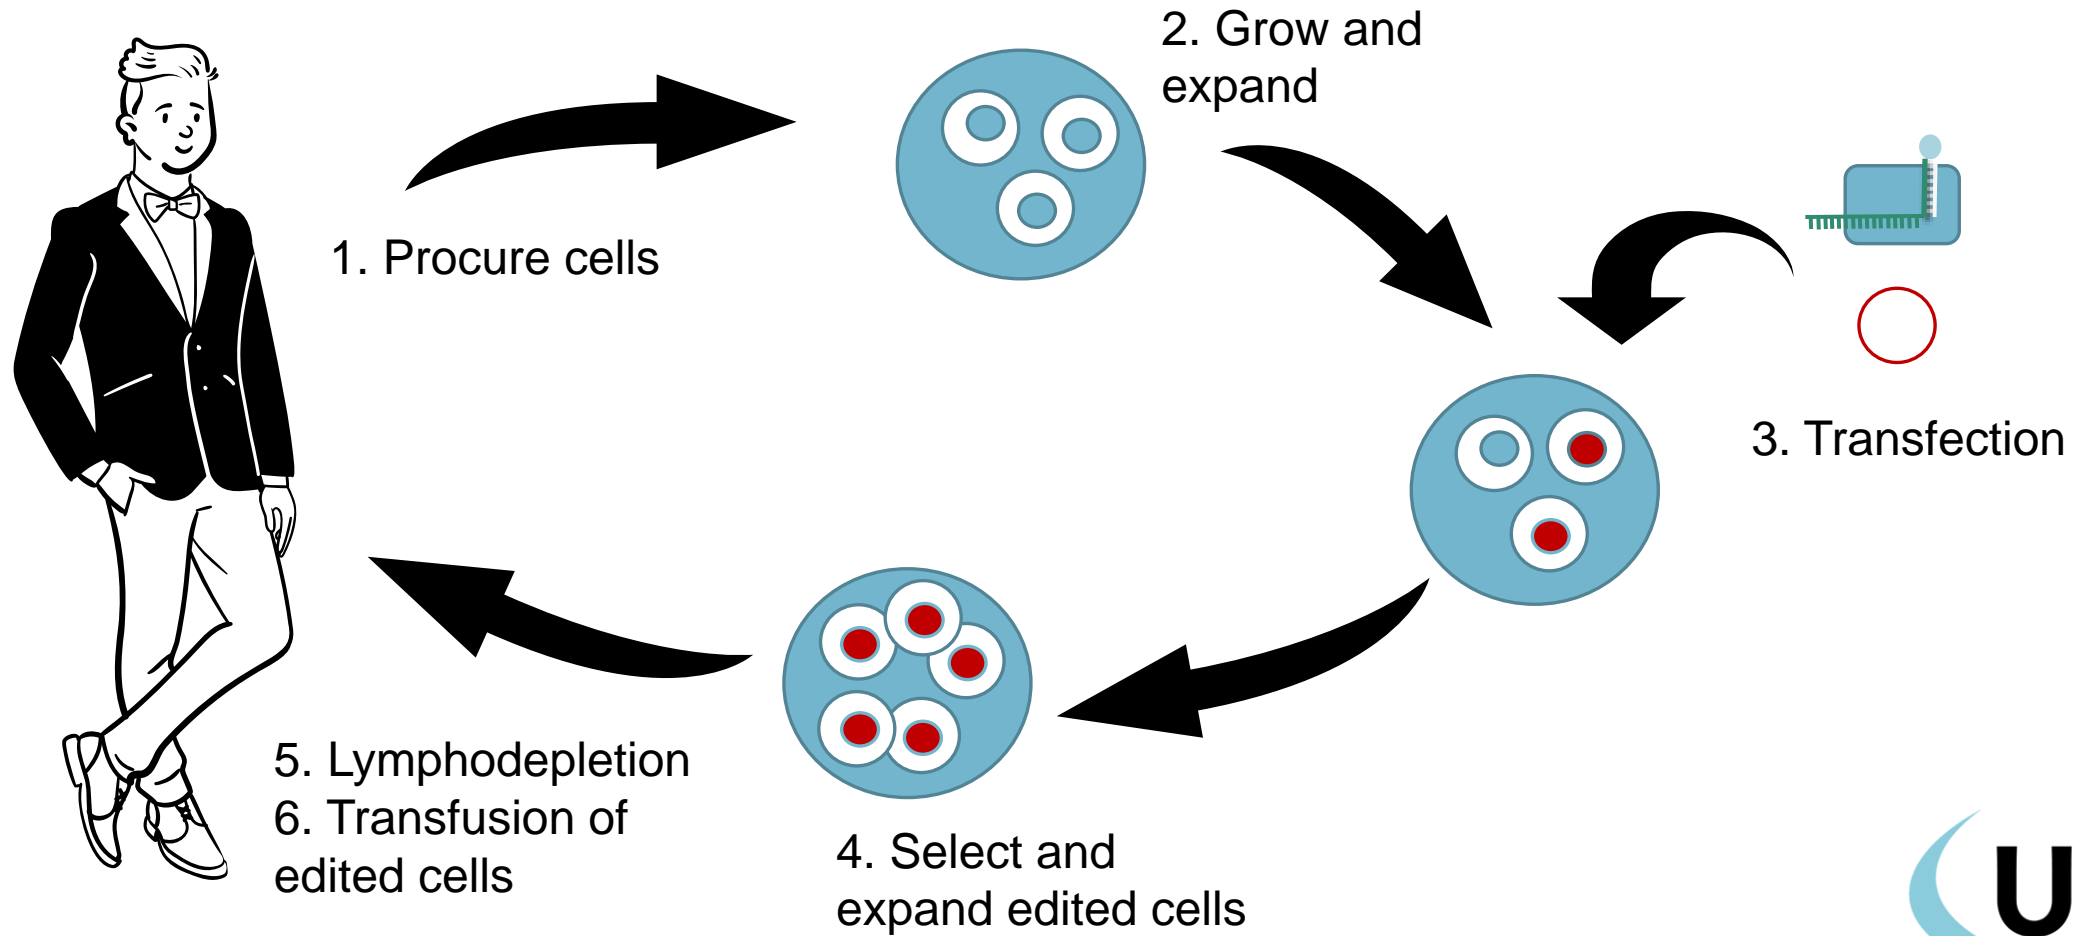 2. Grow and
expand
1. Procure cells
3. Transfection
5. Lymphodepletion
6. Transfusion of
edited cells
4. Select and
expand edited cells
U